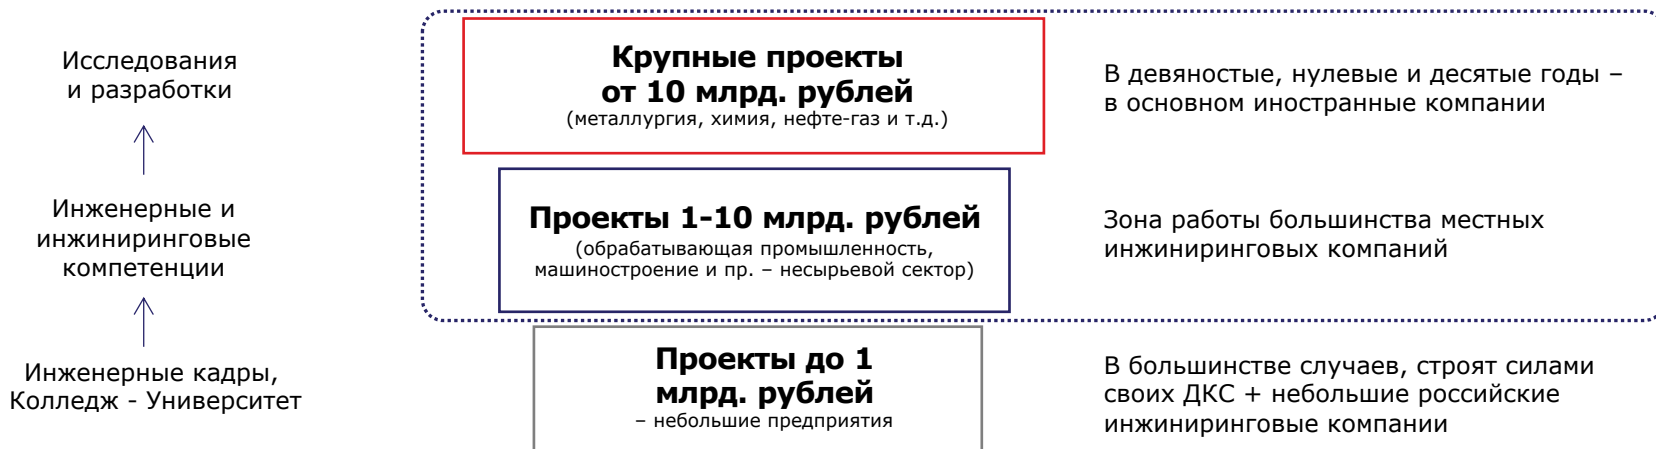 Исследования
и разработки
Крупные проекты
от 10 млрд. рублей
(металлургия, химия, нефте-газ и т.д.)
В девяностые, нулевые и десятые годы –
в основном иностранные компании
Инженерные и
инжиниринговые
компетенции
Проекты 1-10 млрд. рублей
(обрабатывающая промышленность,
машиностроение и пр. – несырьевой сектор)
Зона работы большинства местных
инжиниринговых компаний
Инженерные кадры,
Колледж - Университет
Проекты до 1
млрд. рублей
– небольшие предприятия
В большинстве случаев, строят силами
своих ДКС + небольшие российские
инжиниринговые компании